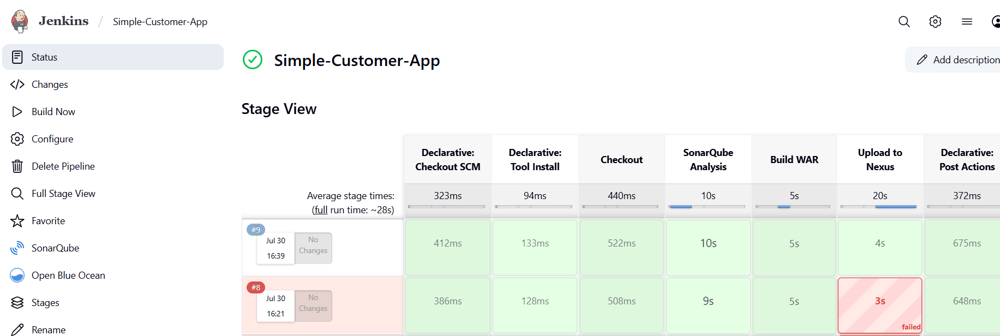 Jenkins / Simple-Customer-App
Status
Changes
Build Now
Configure
Delete Pipeline
Full Stage View
Favorite
SonarQube
Open Blue Ocean
Stages
Rename
Simple-Customer-App
Add description
Stage View
Declarative: Checkout SCM
Declarative: Tool Install
Checkout
SonarQube Analysis
Build WAR
Upload to Nexus
Declarative: Post Actions
Average stage times:
(full run time: ~28s)
323ms 94ms 440ms 10s 5s 20s 372ms
#9
Jul 30
16:39
No
Changes
412ms 133ms 522ms 10s 5s 4s 675ms
#8
Jul 30
16:21
No
Changes
386ms 128ms 508ms 9s 5s 3s 648ms
failed